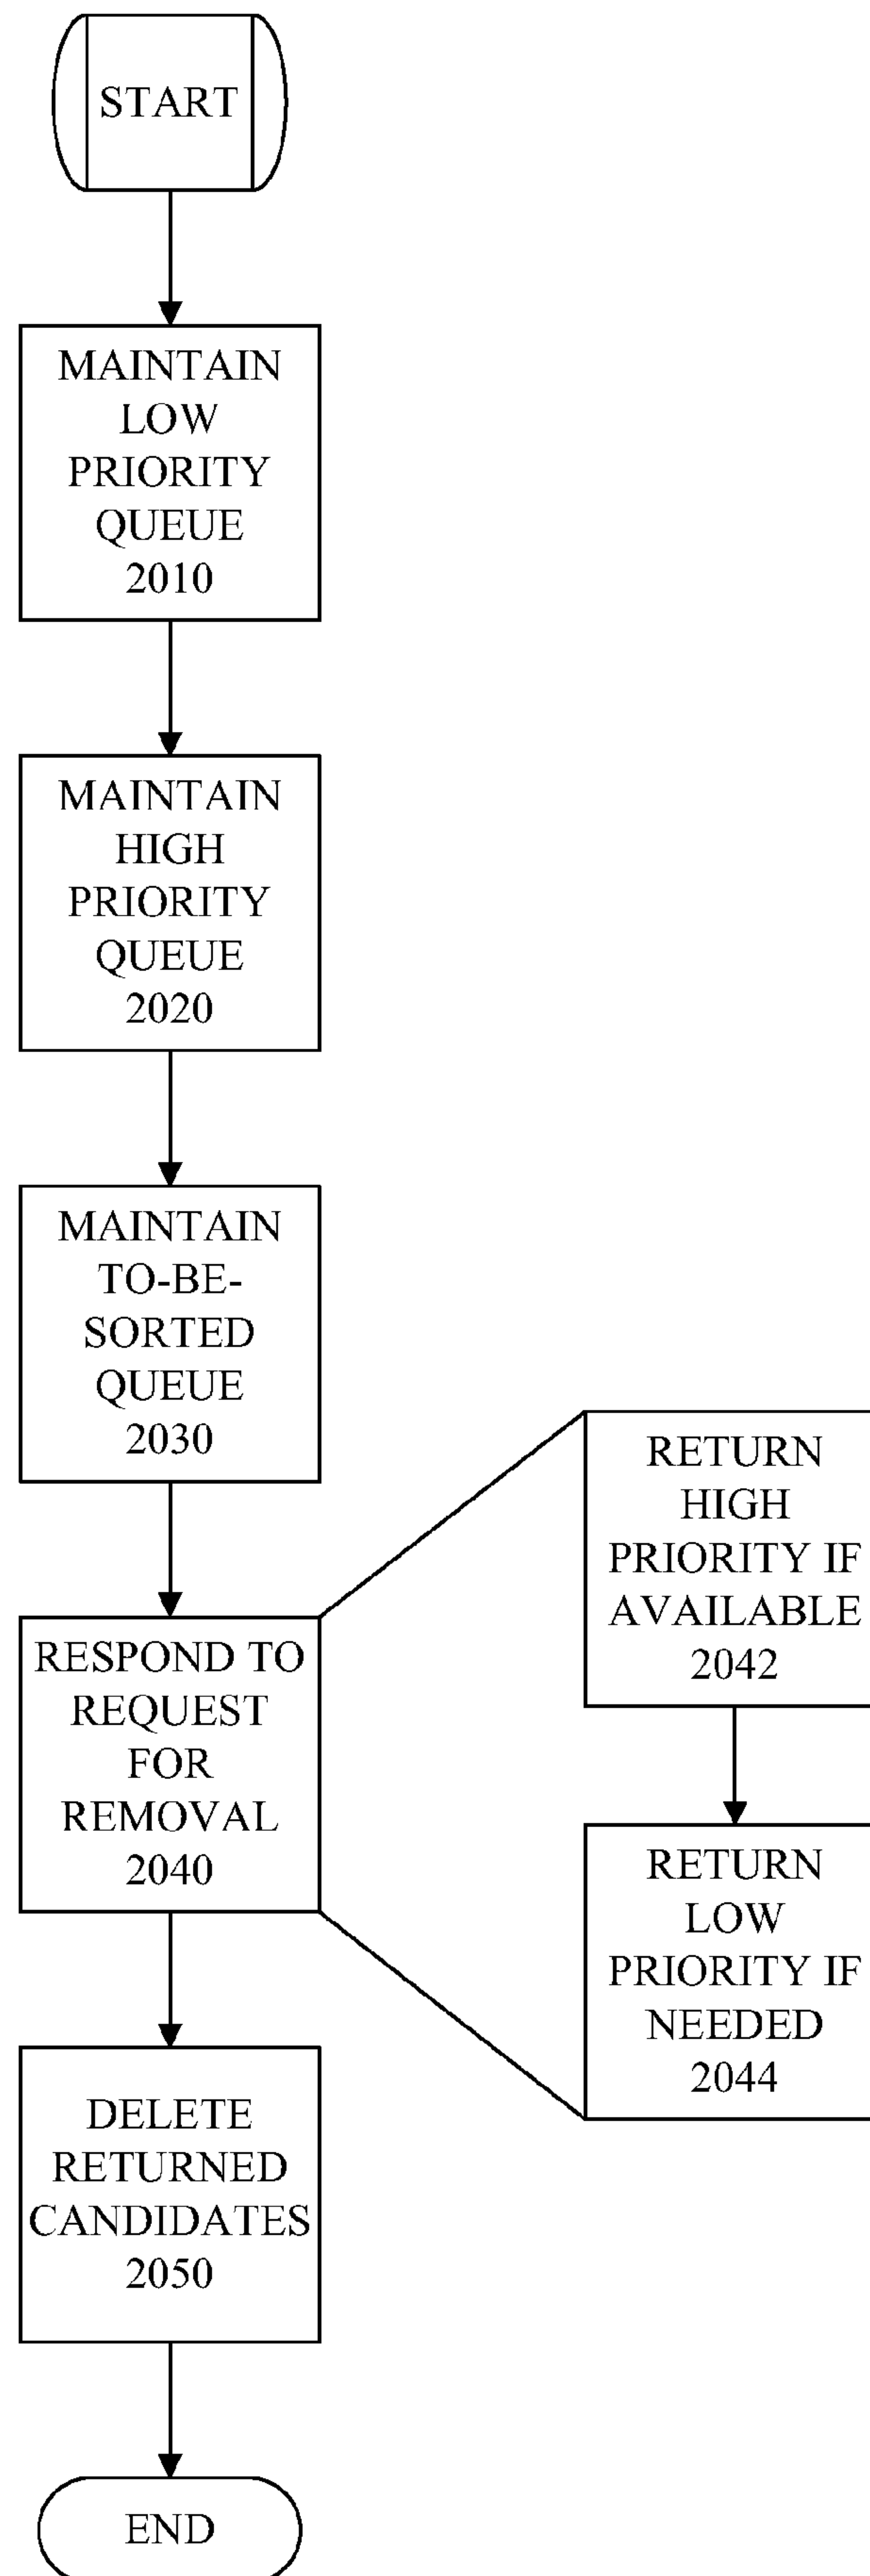 START
MAINTAIN
LOW
PRIORITY
QUEUE
2010
MAINTAIN
HIGH
PRIORITY
QUEUE
2020
MAINTAIN
TO-BE-
SORTED
QUEUE
2030
RESPOND TO
REQUEST
FOR
REMOVAL
2040
RETURN
HIGH
PRIORITY IF
AVAILABLE
2042
RETURN
LOW
PRIORITY IF
NEEDED
2044
DELETE
RETURNED
CANDIDATES
2050
END